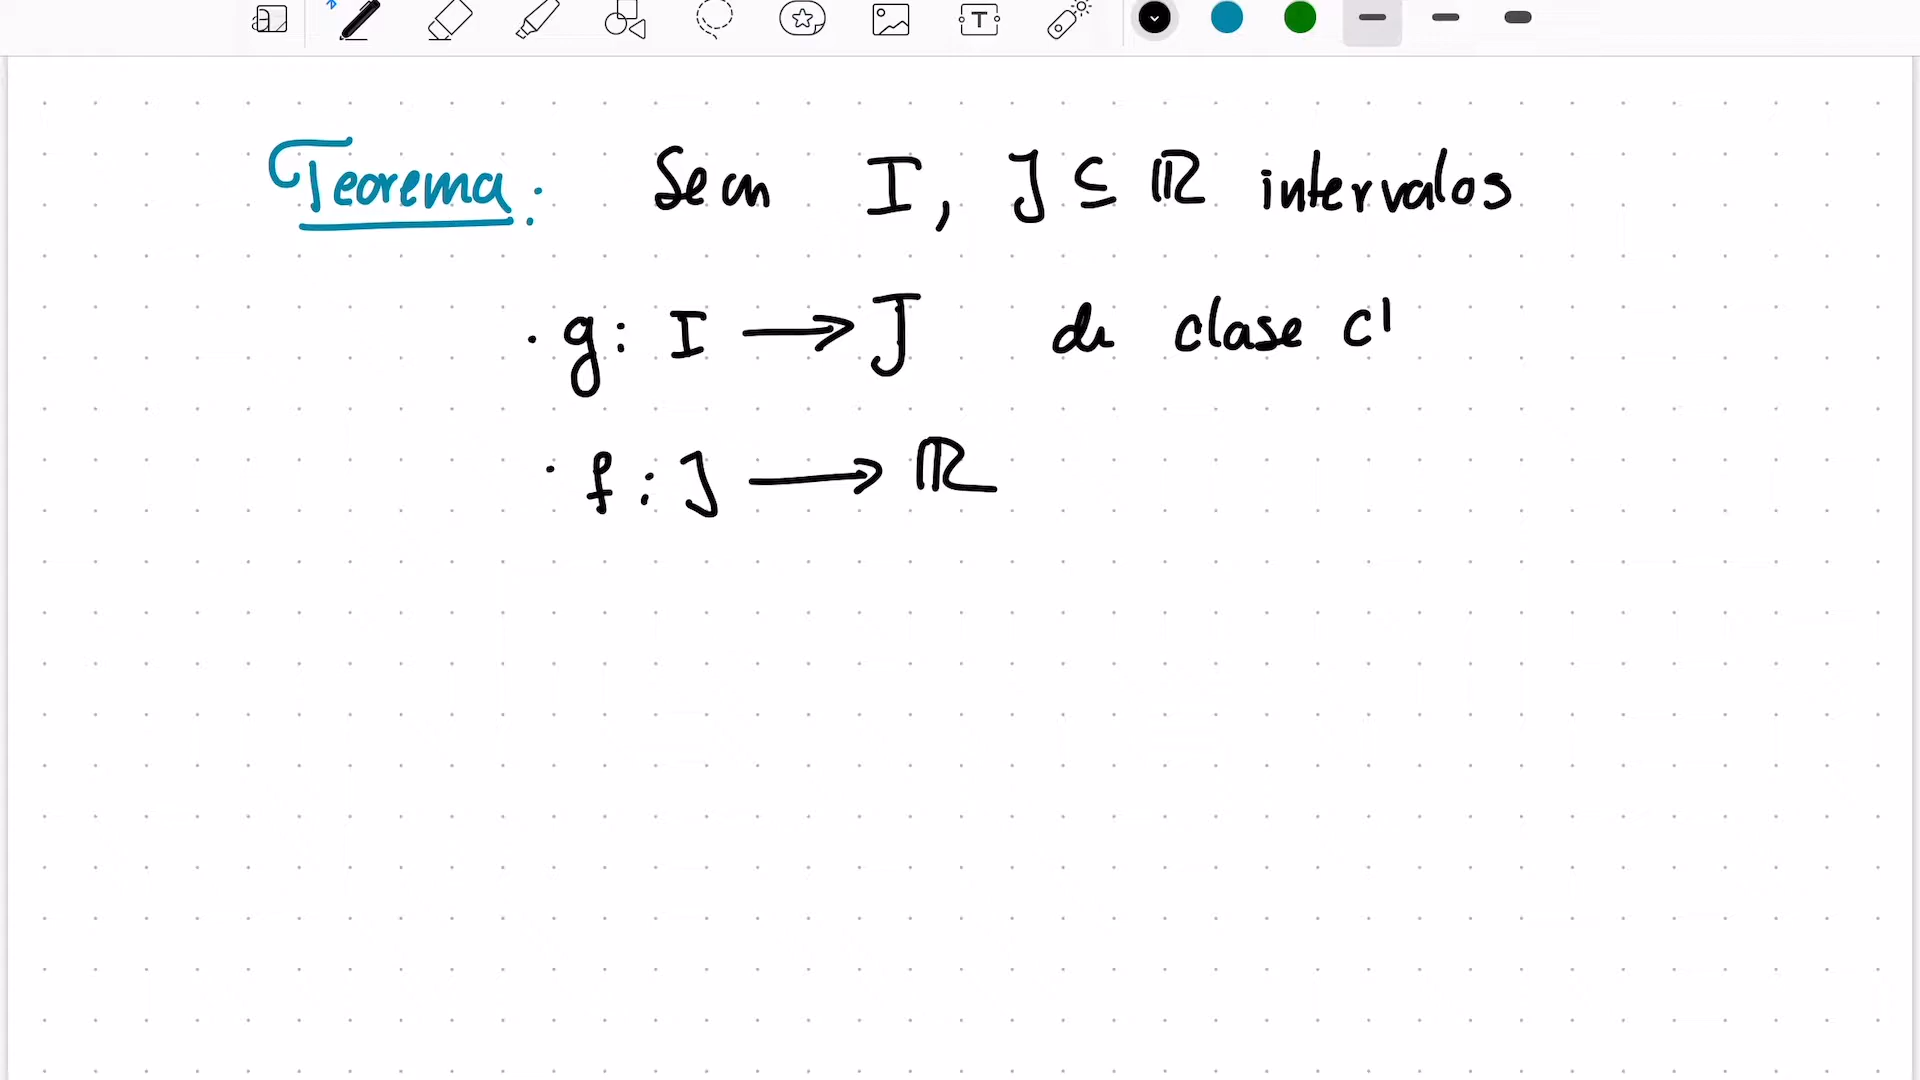 Teorema: Sean I, J ⊆ ℝ intervalos
· g: I ⟶ J de clase C¹
· f: J ⟶ ℝ